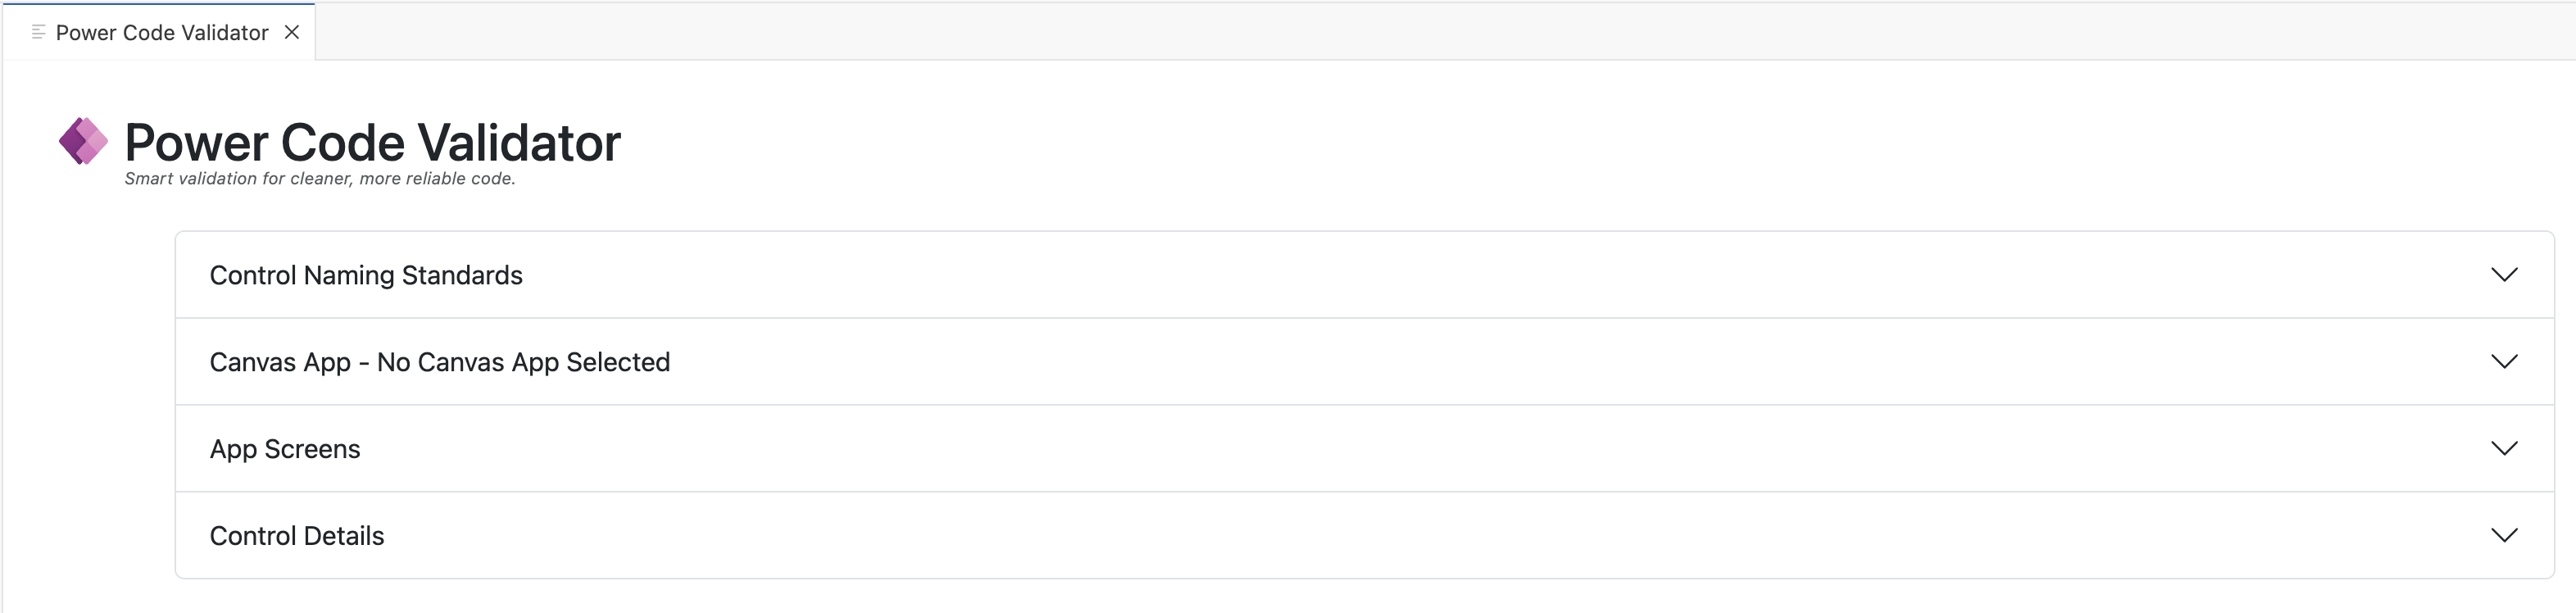 Power Code Validator
Power Code Validator
Smart validation for cleaner, more reliable code.
Control Naming Standards
Canvas App - No Canvas App Selected
App Screens
Control Details